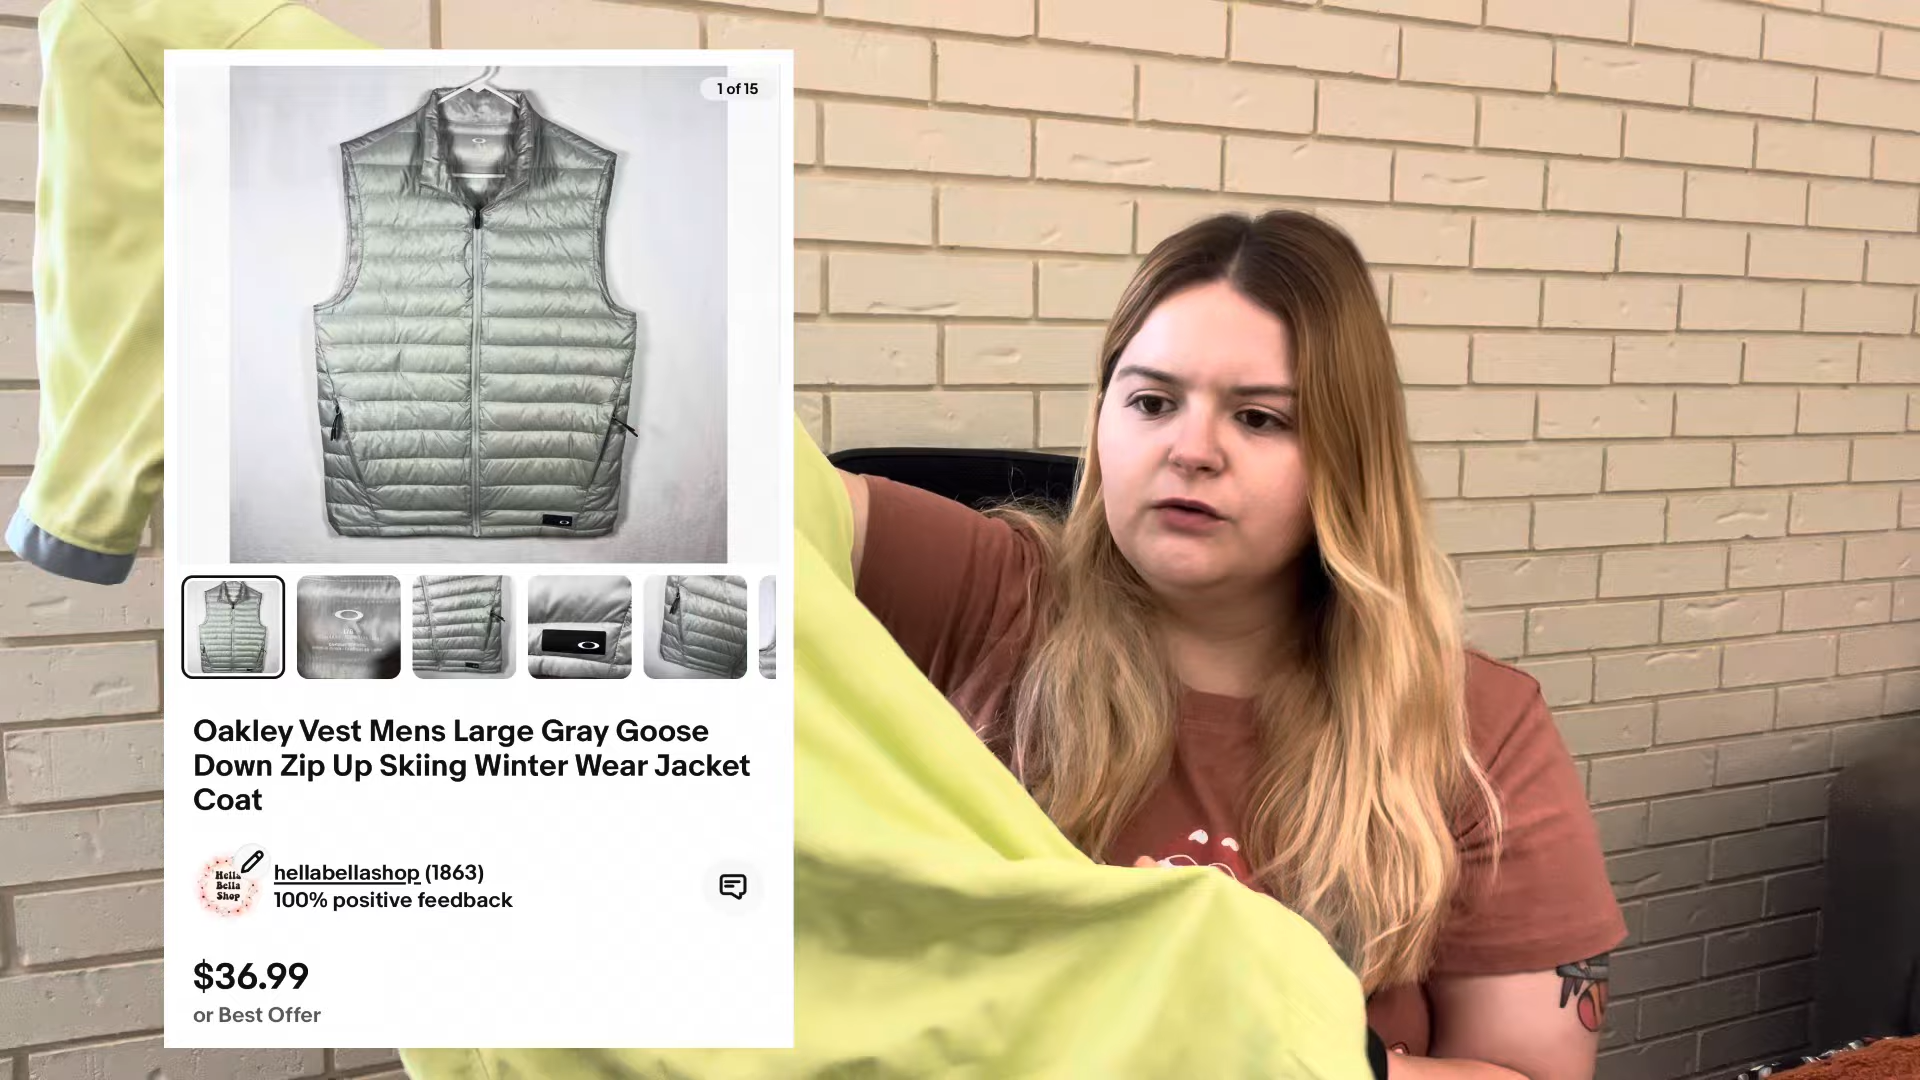 1 of 15
Oakley Vest Mens Large Gray Goose
Down Zip Up Skiing Winter Wear Jacket
Coat
Hella
Bella
Shop
hellabellashop (1863)
100% positive feedback
$36.99
or Best Offer